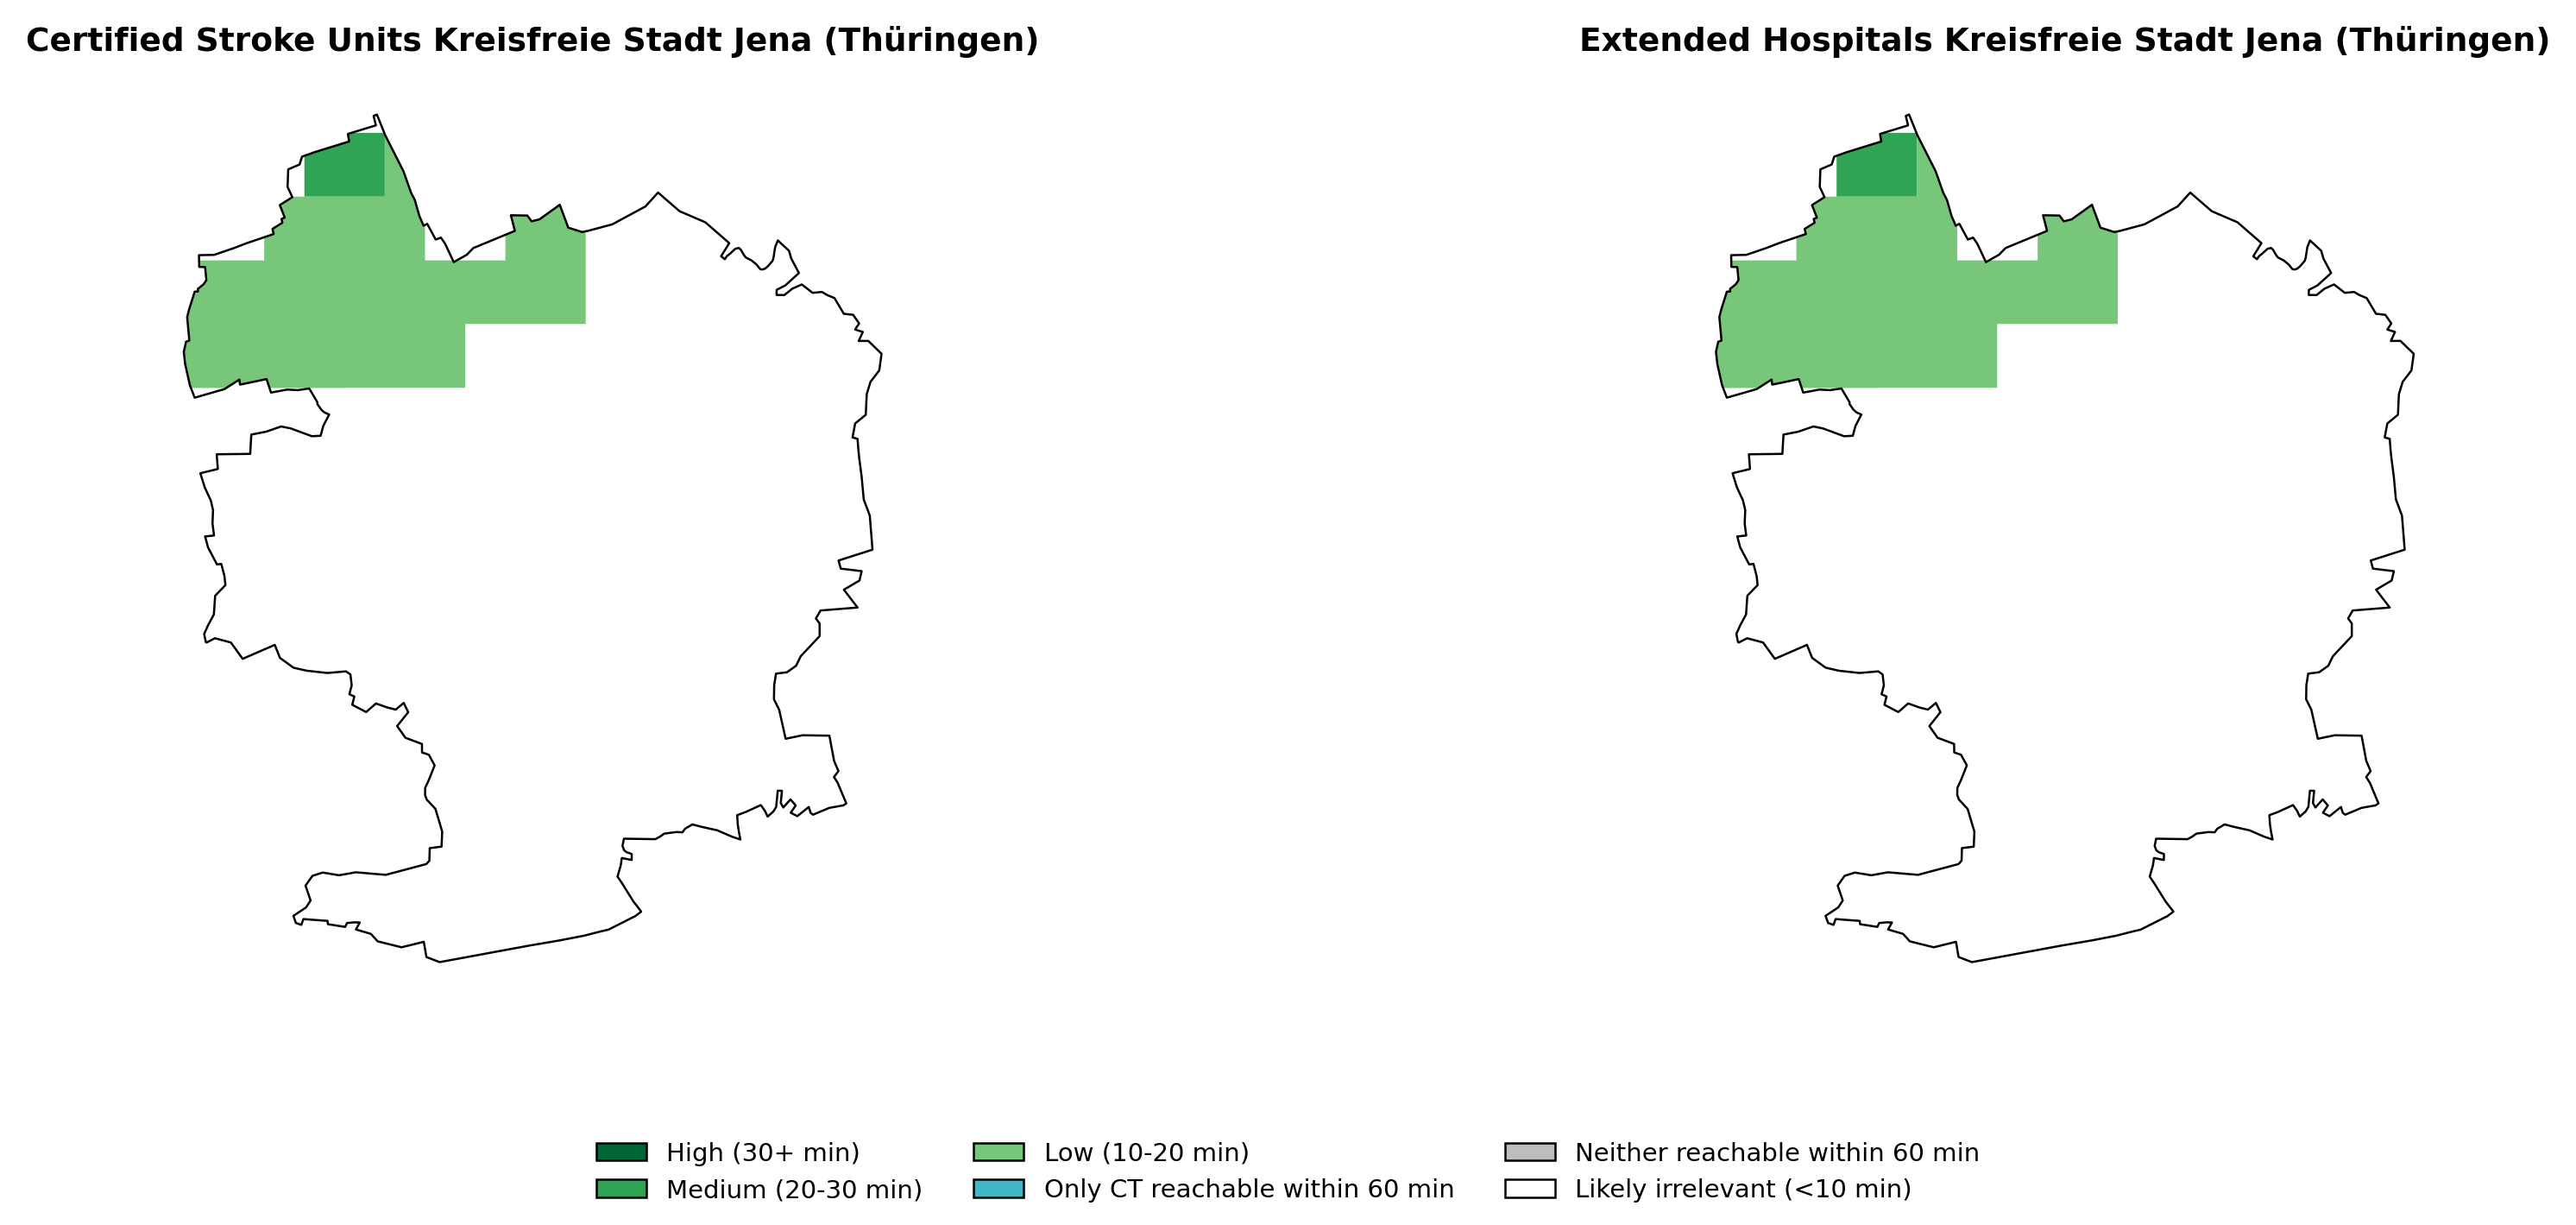 Certified Stroke Units Kreisfreie Stadt Jena (Thüringen)
Extended Hospitals Kreisfreie Stadt Jena (Thüringen)
High (30+ min)
Medium (20-30 min)
Low (10-20 min)
Only CT reachable within 60 min
Neither reachable within 60 min
Likely irrelevant (<10 min)